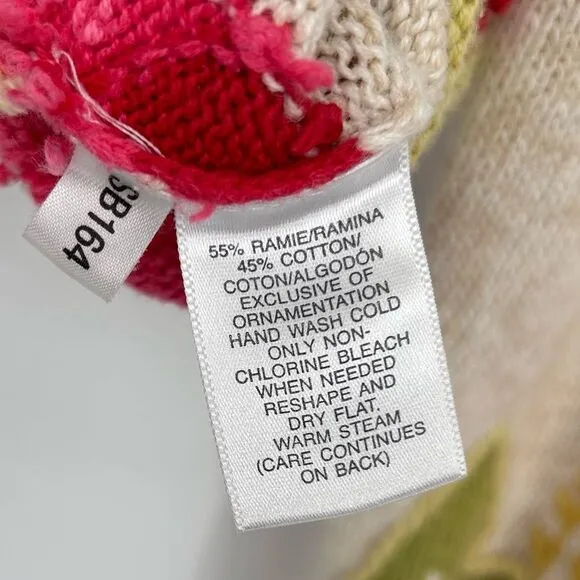 SB164
55% RAMIE/RAMINA
45% COTTON/
COTON/ALGODÓN
EXCLUSIVE OF
ORNAMENTATION
HAND WASH COLD
ONLY NON-
CHLORINE BLEACH
WHEN NEEDED
RESHAPE AND
DRY FLAT.
WARM STEAM
(CARE CONTINUES
ON BACK)